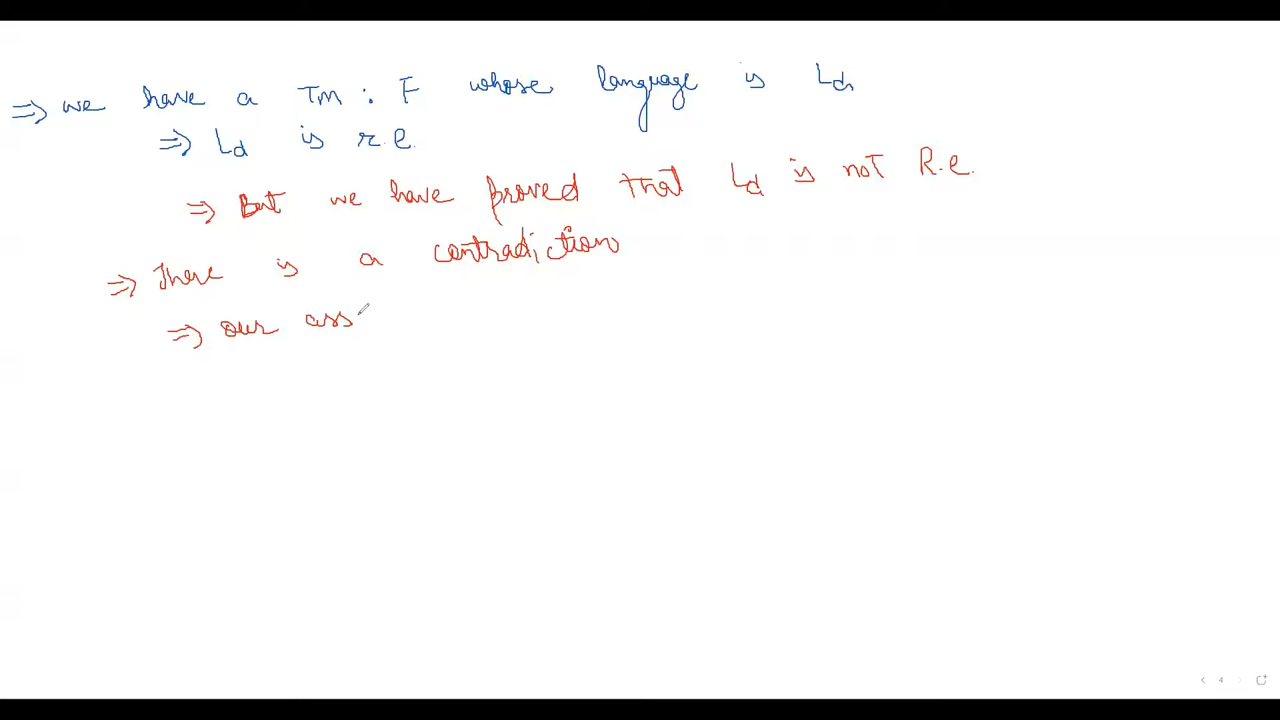 ⇒ we have a TM : F whose language is Ld
⇒ Ld is r.e.
⇒ But we have proved that Ld is not R.e.
⇒ There is a contradiction
⇒ our ass
4